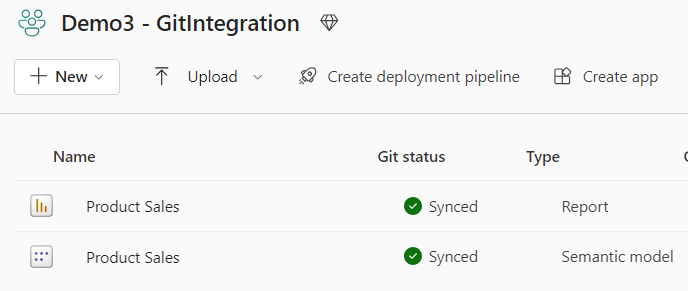 Demo3 - GitIntegration
New Upload Create deployment pipeline Create app
Name Git status Type
Product Sales Synced Report
Product Sales Synced Semantic model